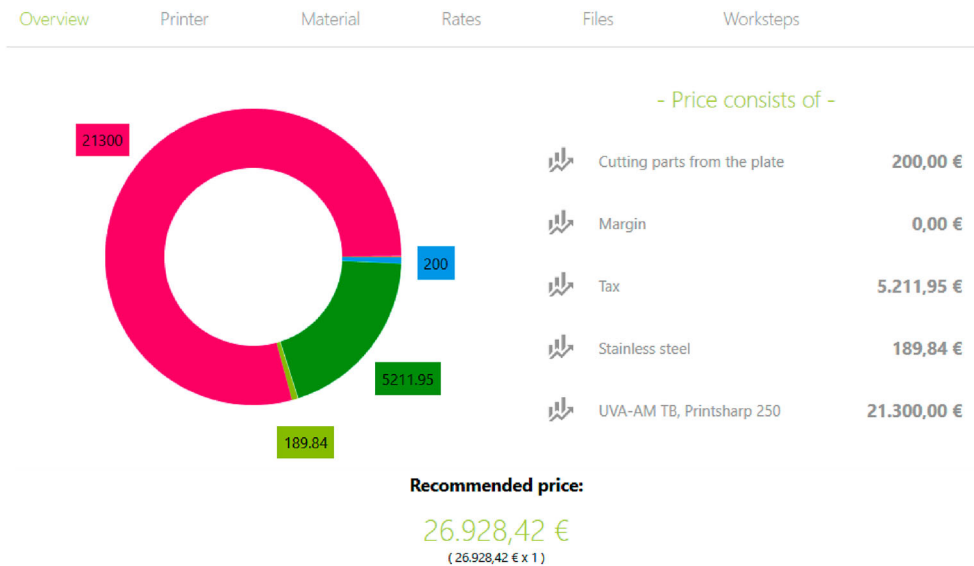 Overview Printer Material Rates Files Worksteps
- Price consists of -
21300
200
5211.95
189.84
Cutting parts from the plate 200,00 €
Margin 0,00 €
Tax 5.211,95 €
Stainless steel 189,84 €
UVA-AM TB, Printsharp 250 21.300,00 €
Recommended price:
26.928,42 €
( 26.928,42 € x 1 )